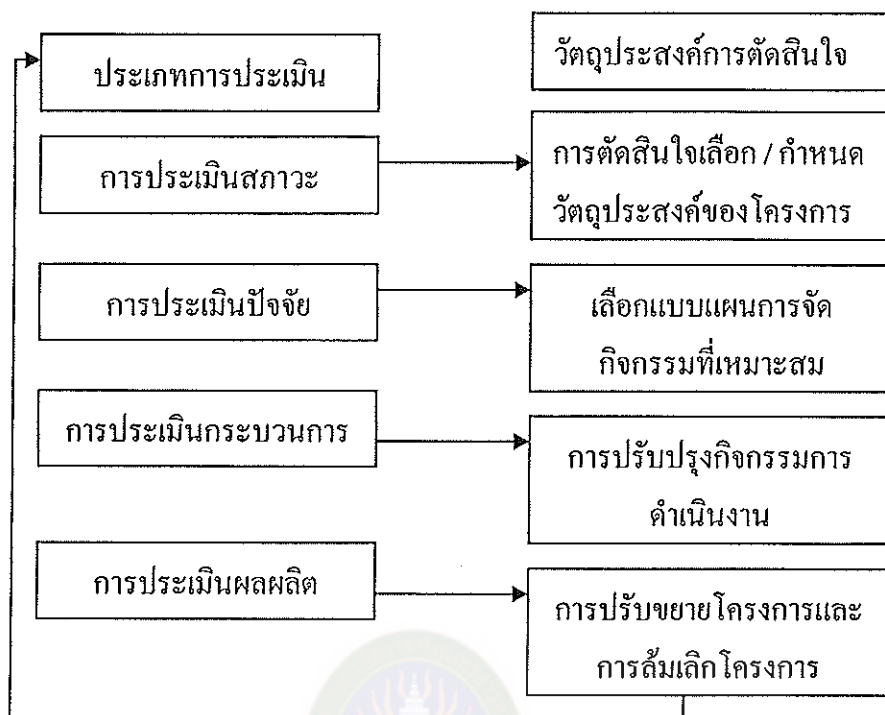 ประเภทการประเมิน
วัตถุประสงค์การตัดสินใจ
การประเมินสภาวะ
การตัดสินใจเลือก / กำหนด
วัตถุประสงค์ของโครงการ
การประเมินปัจจัย
เลือกแบบแผนการจัด
กิจกรรมที่เหมาะสม
การประเมินกระบวนการ
การปรับปรุงกิจกรรมการ
ดำเนินงาน
การประเมินผลผลิต
การปรับขยายโครงการและ
การล้มเลิกโครงการ